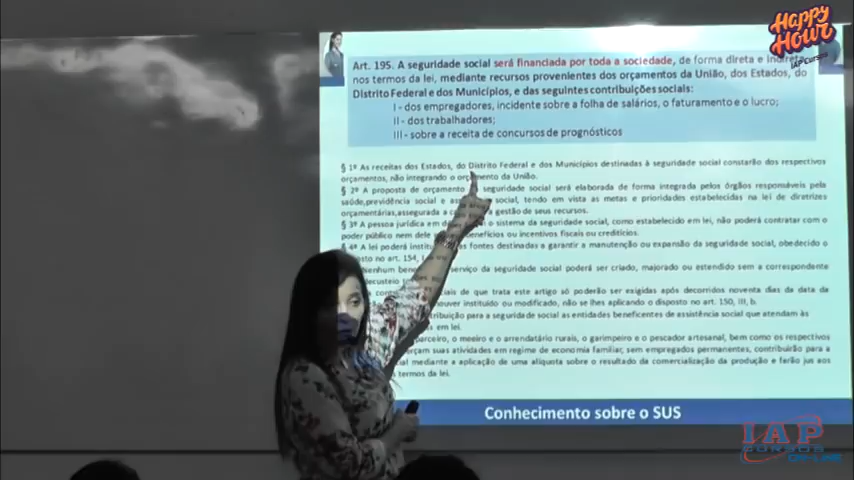 HAPPY
HOUR
IAP Cursos
Art. 195. A seguridade social será financiada por toda a sociedade, de forma direta e indireta,
nos termos da lei, mediante recursos provenientes dos orçamentos da União, dos Estados, do
Distrito Federal e dos Municípios, e das seguintes contribuições sociais:
I - dos empregadores, incidente sobre a folha de salários, o faturamento e o lucro;
II - dos trabalhadores;
III - sobre a receita de concursos de prognósticos
§ 1º As receitas dos Estados, do Distrito Federal e dos Municípios destinadas à seguridade social constarão dos respectivos
orçamentos, não integrando o orçamento da União.
§ 2º A proposta de orçamento seguridade social será elaborada de forma integrada pelos órgãos responsáveis pela
saúde, previdência social e social, tendo em vista as metas e prioridades estabelecidas na lei de diretrizes
orçamentárias, assegurada a gestão de seus recursos.
§ 3º A pessoa jurídica em o sistema da seguridade social, como estabelecido em lei, não poderá contratar com o
poder público nem dele benefícios ou incentivos fiscais ou creditícios.
§ 4º A lei poderá fontes destinadas a garantir a manutenção ou expansão da seguridade social, obedecido o
no art. 154, I
serviço da seguridade social poderá ser criado, majorado ou estendido sem a correspondente
custeio
de que trata este artigo só poderão ser exigidas após decorridos noventa dias da data da
houver instituído ou modificado, não se lhes aplicando o disposto no art. 150, III, b.
para a seguridade social as entidades beneficentes de assistência social que atendam às
em lei.
parceiro, o meeiro e o arrendatário rurais, o garimpeiro e o pescador artesanal, bem como os respectivos
suas atividades em regime de economia familiar, sem empregados permanentes, contribuirão para a
mediante a aplicação de uma alíquota sobre o resultado da comercialização da produção e farão jus aos
termos da lei.
Conhecimento sobre o SUS
IAP
CURSOS
ON-LINE